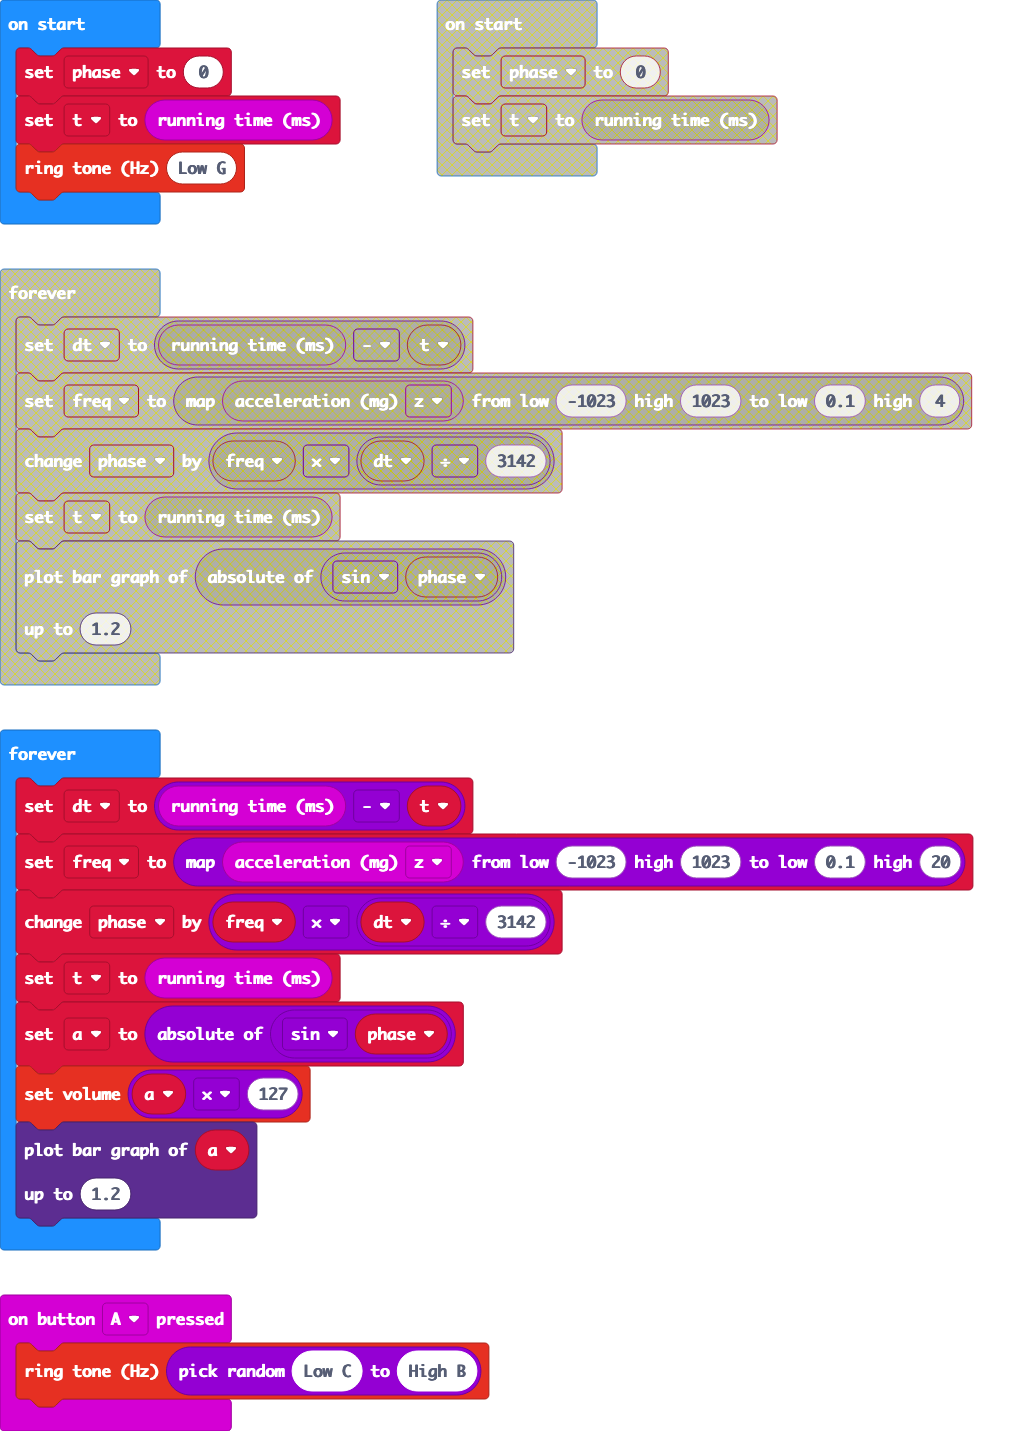 on start
set phase to 0
set t to running time (ms)
ring tone (Hz) Low G
on start
set phase to 0
set t to running time (ms)
forever
set dt to running time (ms) - t
set freq to map acceleration (mg) z from low -1023 high 1023 to low 0.1 high 4
change phase by freq × dt ÷ 3142
set t to running time (ms)
plot bar graph of absolute of sin phase
up to 1.2
forever
set dt to running time (ms) - t
set freq to map acceleration (mg) z from low -1023 high 1023 to low 0.1 high 20
change phase by freq × dt ÷ 3142
set t to running time (ms)
set a to absolute of sin phase
set volume a × 127
plot bar graph of a
up to 1.2
on button A pressed
ring tone (Hz) pick random Low C to High B